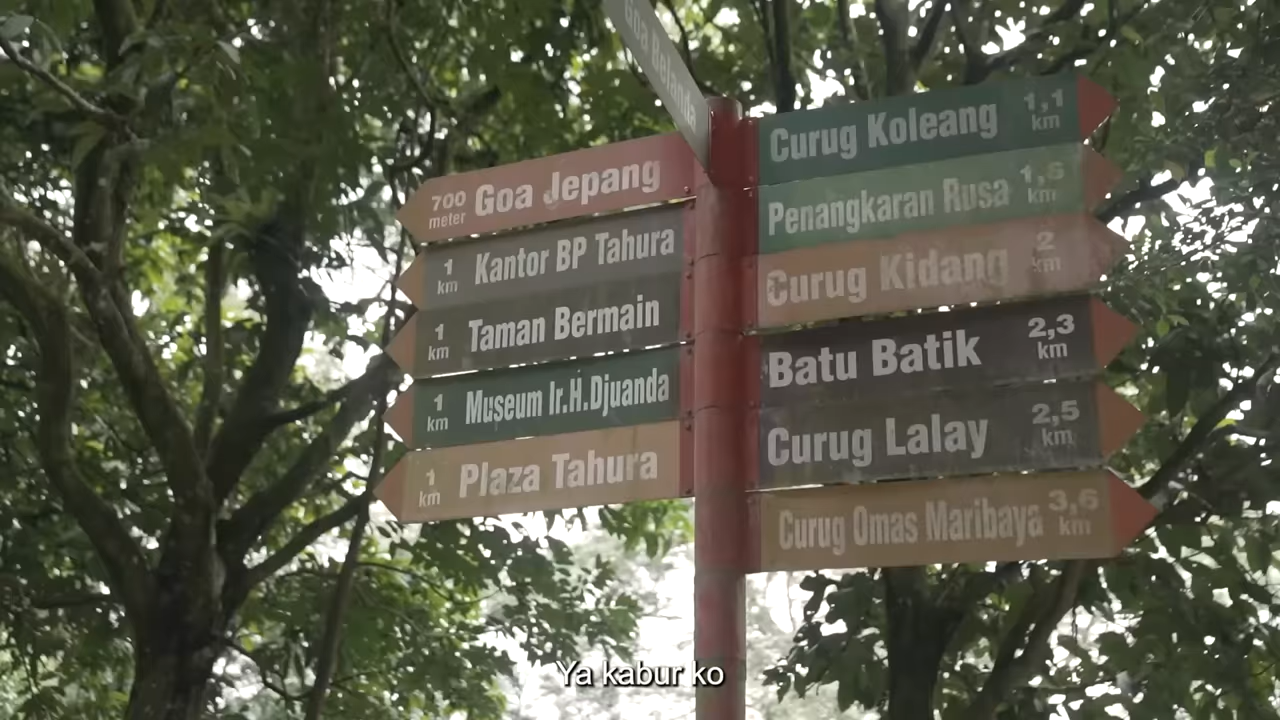 Goa Belanda
700 meter Goa Jepang
1 km Kantor BP Tahura
1 km Taman Bermain
1 km Museum Ir.H.Djuanda
1 km Plaza Tahura
Curug Koleang 1,1 km
Penangkaran Rusa 1,6 km
Curug Kidang 2 km
Batu Batik 2,3 km
Curug Lalay 2,5 km
Curug Omas Maribaya 3,6 km
Ya kabur ko